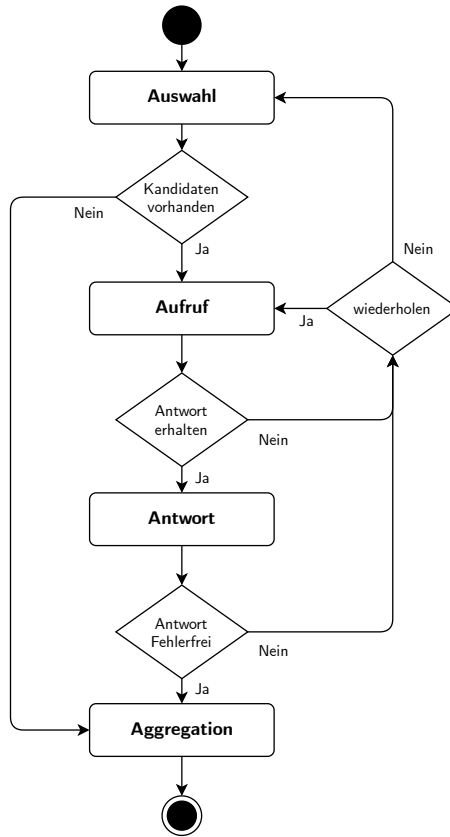 Auswahl
Kandidaten
vorhanden
Nein
Ja
Nein
Aufruf
Ja
wiederholen
Antwort
erhalten
Nein
Ja
Antwort
Antwort
Fehlerfrei
Nein
Ja
Aggregation